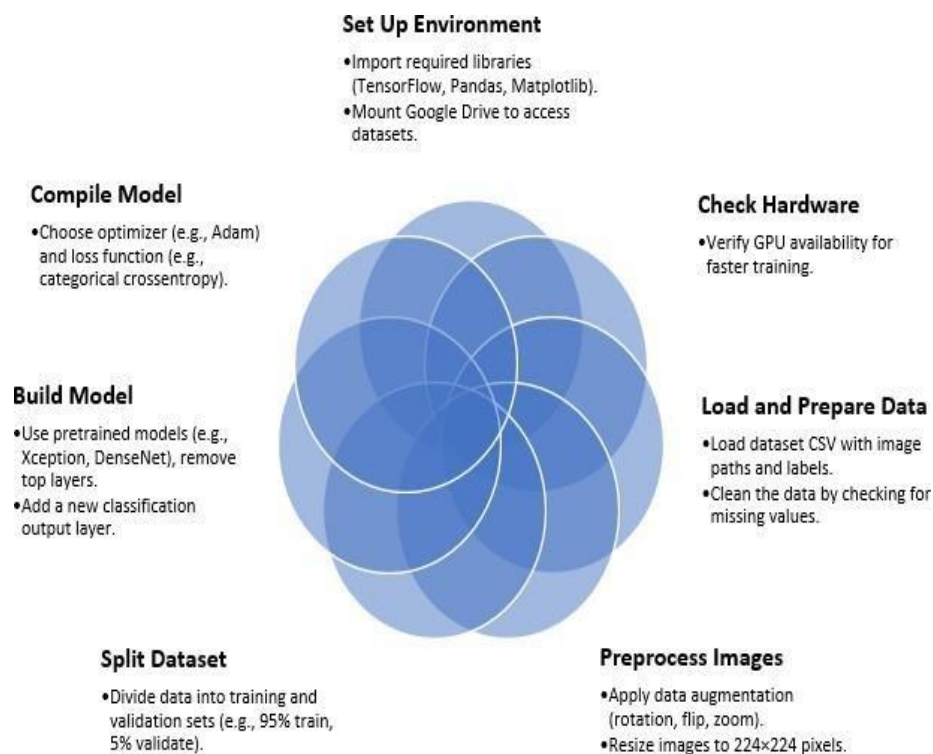 Set Up Environment
•Import required libraries
(TensorFlow, Pandas, Matplotlib).
•Mount Google Drive to access
datasets.
Check Hardware
•Verify GPU availability for
faster training.
Load and Prepare Data
•Load dataset CSV with image
paths and labels.
•Clean the data by checking for
missing values.
Preprocess Images
•Apply data augmentation
(rotation, flip, zoom).
•Resize images to 224×224 pixels.
Split Dataset
•Divide data into training and
validation sets (e.g., 95% train,
5% validate).
Build Model
•Use pretrained models (e.g.,
Xception, DenseNet), remove
top layers.
•Add a new classification
output layer.
Compile Model
•Choose optimizer (e.g., Adam)
and loss function (e.g.,
categorical crossentropy).